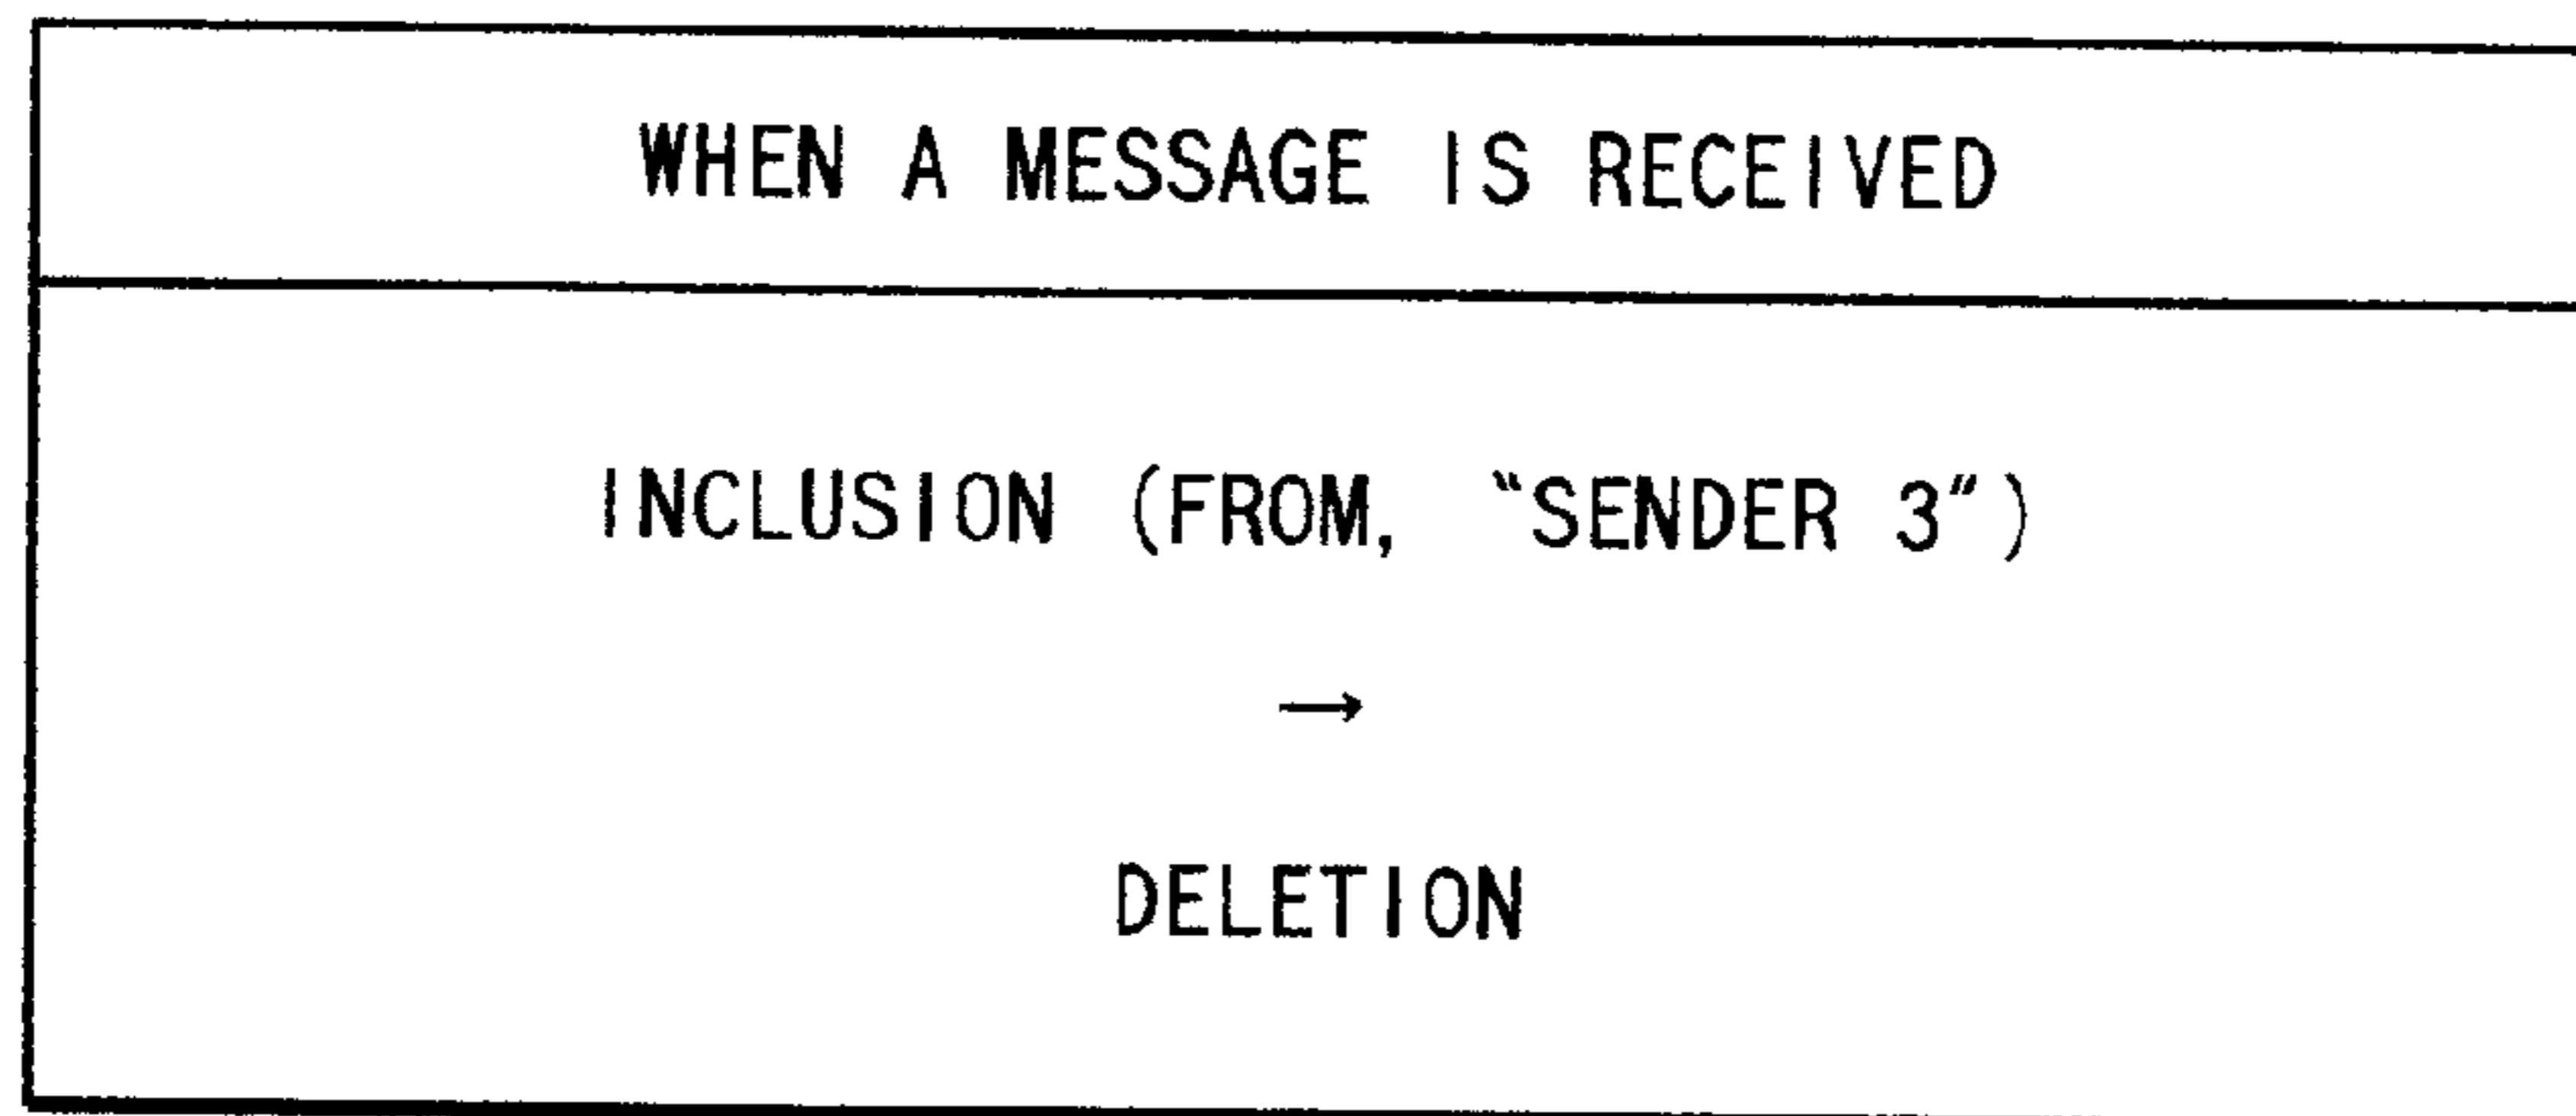 WHEN A MESSAGE IS RECEIVED
INCLUSION (FROM, “SENDER 3”)
→
DELETION